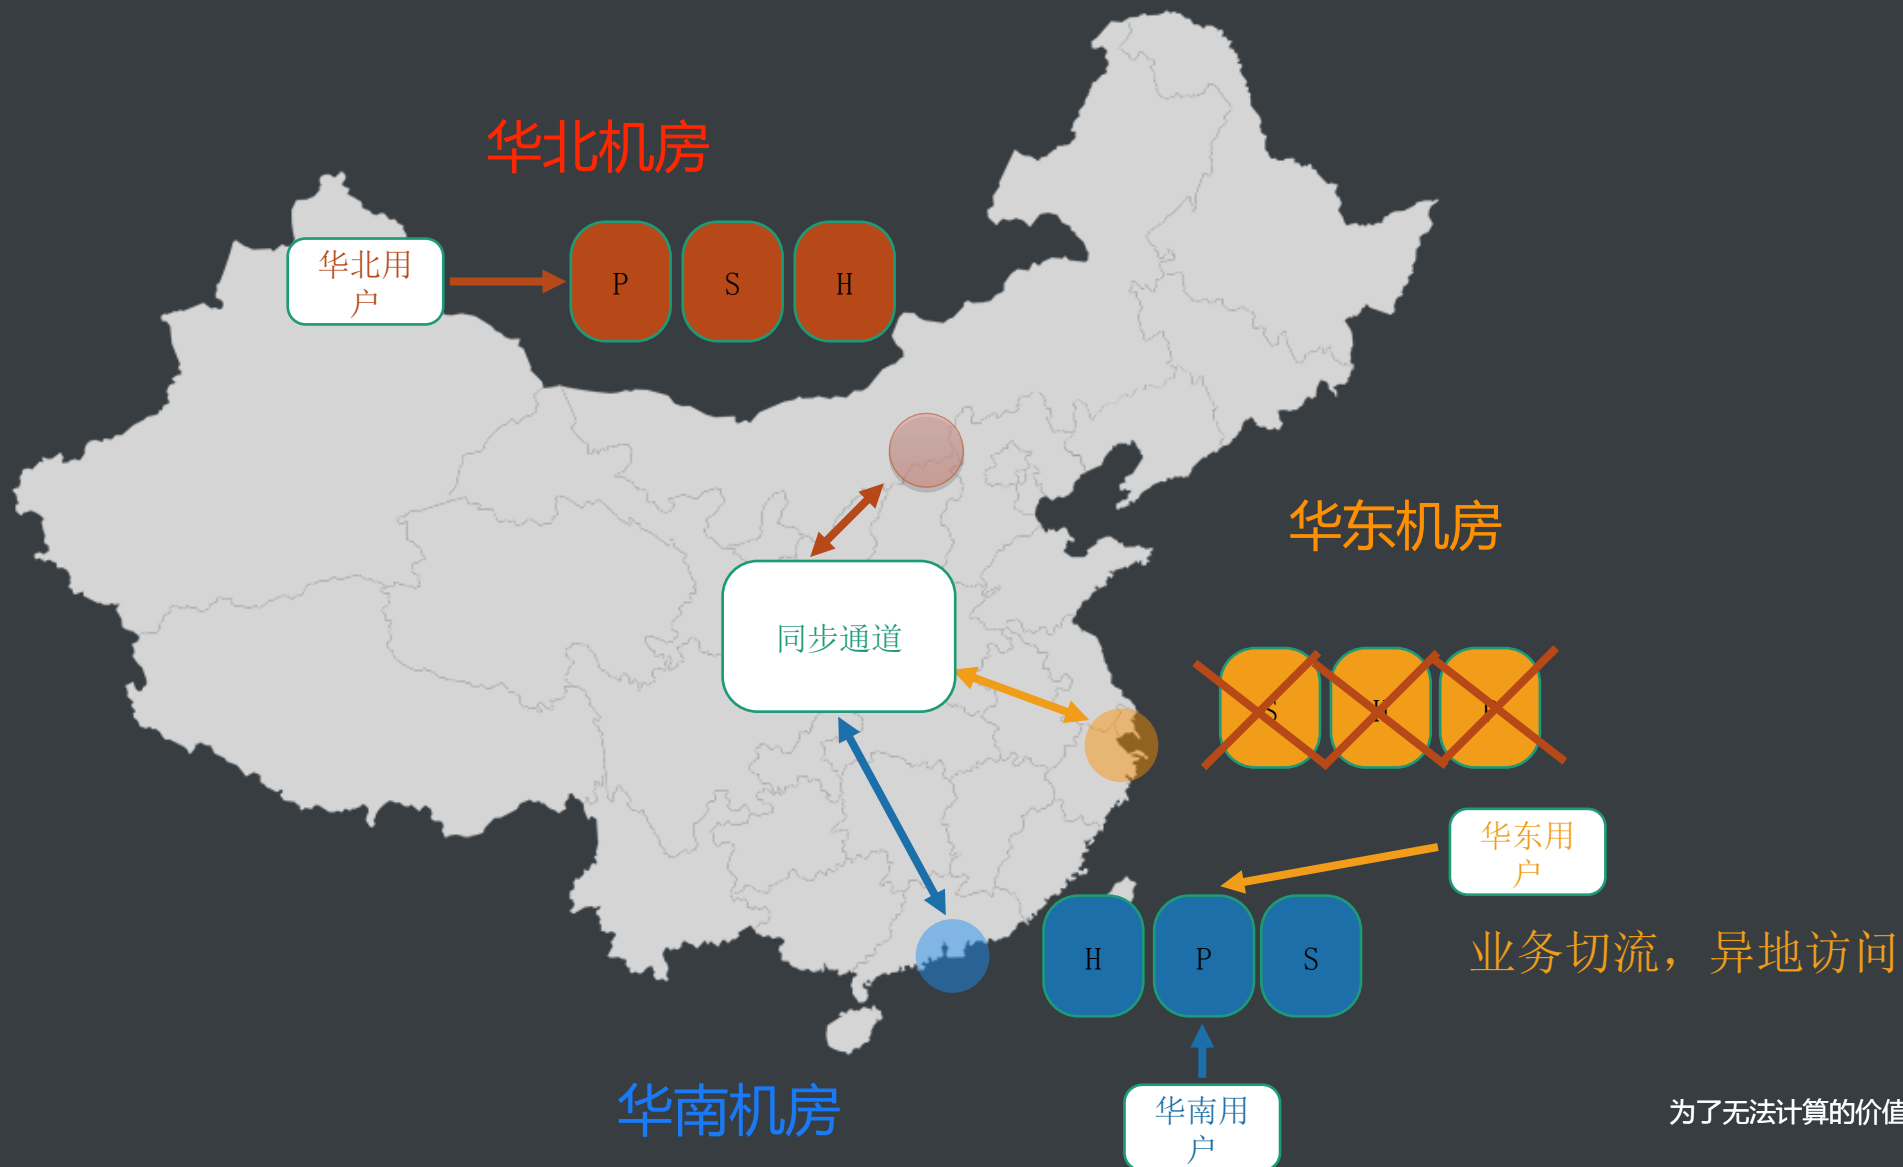 华北机房
华北用
户
P
S
H
华东机房
同步通道
S
H
华东用
户
H
P
S
业务切流，异地访问
华南机房
华南用
户
为了无法计算的价值